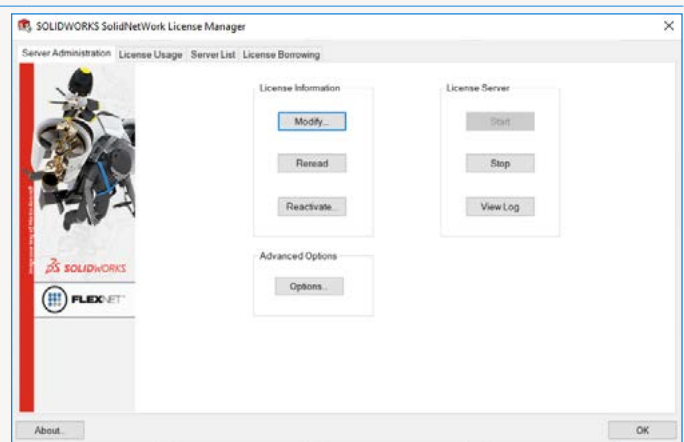 SOLIDWORKS SolidNetWork License Manager
Server Administration License Usage Server List License Borrowing
License Information
License Server
Modify...
Start
Reread
Stop
Reactivate...
View Log
Advanced Options
Options...
SOLIDWORKS
FLEXNET
About...
OK